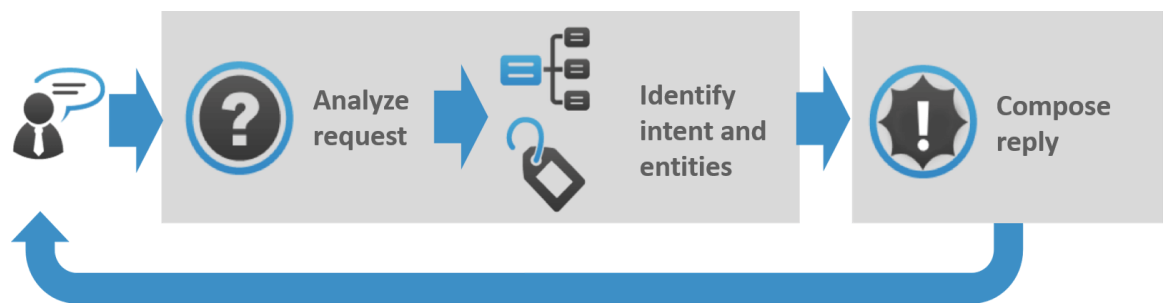 Analyze
request
Identify
intent and
entities
Compose
reply